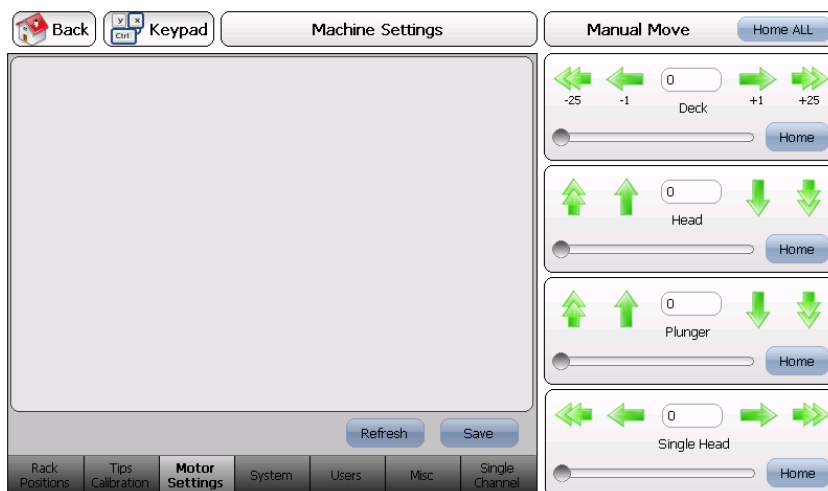 Back
y x
Ctrl
Keypad
Machine Settings
Manual Move
Home ALL
0
-25 -1 Deck +1 +25
Home
0
Head
Home
0
Plunger
Home
0
Single Head
Home
Refresh Save
Rack Positions
Tips Calibration
Motor Settings
System
Users
Misc
Single Channel